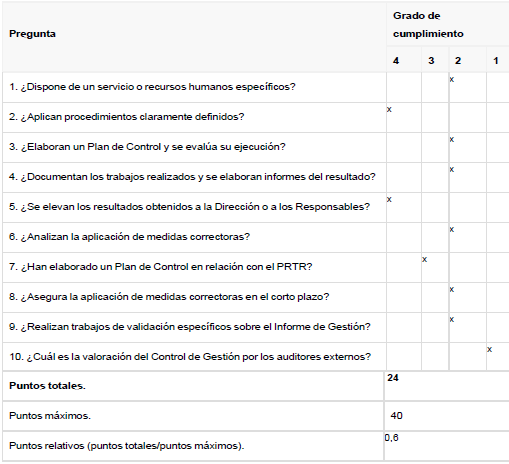 Pregunta
Grado de
cumplimiento
4 3 2 1
1. ¿Dispone de un servicio o recursos humanos específicos? x
2. ¿Aplican procedimientos claramente definidos? x
3. ¿Elaboran un Plan de Control y se evalúa su ejecución? x
4. ¿Documentan los trabajos realizados y se elaboran informes del resultado? x
5. ¿Se elevan los resultados obtenidos a la Dirección o a los Responsables? x
6. ¿Analizan la aplicación de medidas correctoras? x
7. ¿Han elaborado un Plan de Control en relación con el PRTR? x
8. ¿Asegura la aplicación de medidas correctoras en el corto plazo? x
9. ¿Realizan trabajos de validación específicos sobre el Informe de Gestión? x
10. ¿Cuál es la valoración del Control de Gestión por los auditores externos? x
Puntos totales. 24
Puntos máximos. 40
Puntos relativos (puntos totales/puntos máximos). 0,6